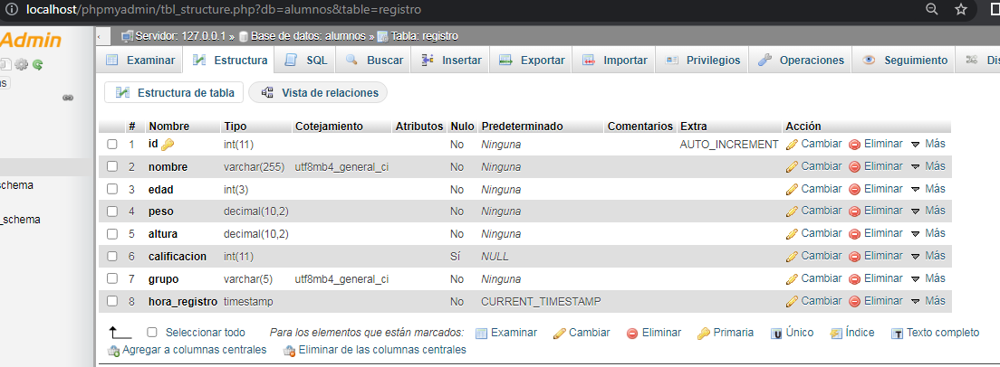 localhost/phpmyadmin/tbl_structure.php?db=alumnos&table=registro
Admin
Servidor: 127.0.0.1 » Base de datos: alumnos » Tabla: registro
Examinar Estructura SQL Buscar Insertar Exportar Importar Privilegios Operaciones Seguimiento Dis
as
Estructura de tabla Vista de relaciones
# Nombre Tipo Cotejamiento Atributos Nulo Predeterminado Comentarios Extra Acción
1 id int(11) No Ninguna AUTO_INCREMENT Cambiar Eliminar Más
2 nombre varchar(255) utf8mb4_general_ci No Ninguna Cambiar Eliminar Más
schema
3 edad int(3) No Ninguna Cambiar Eliminar Más
4 peso decimal(10,2) No Ninguna Cambiar Eliminar Más
_schema
5 altura decimal(10,2) No Ninguna Cambiar Eliminar Más
6 calificacion int(11) Sí NULL Cambiar Eliminar Más
7 grupo varchar(5) utf8mb4_general_ci No Ninguna Cambiar Eliminar Más
8 hora_registro timestamp No CURRENT_TIMESTAMP Cambiar Eliminar Más
Seleccionar todo Para los elementos que están marcados: Examinar Cambiar Eliminar Primaria Único Índice Texto completo
Agregar a columnas centrales Eliminar de las columnas centrales